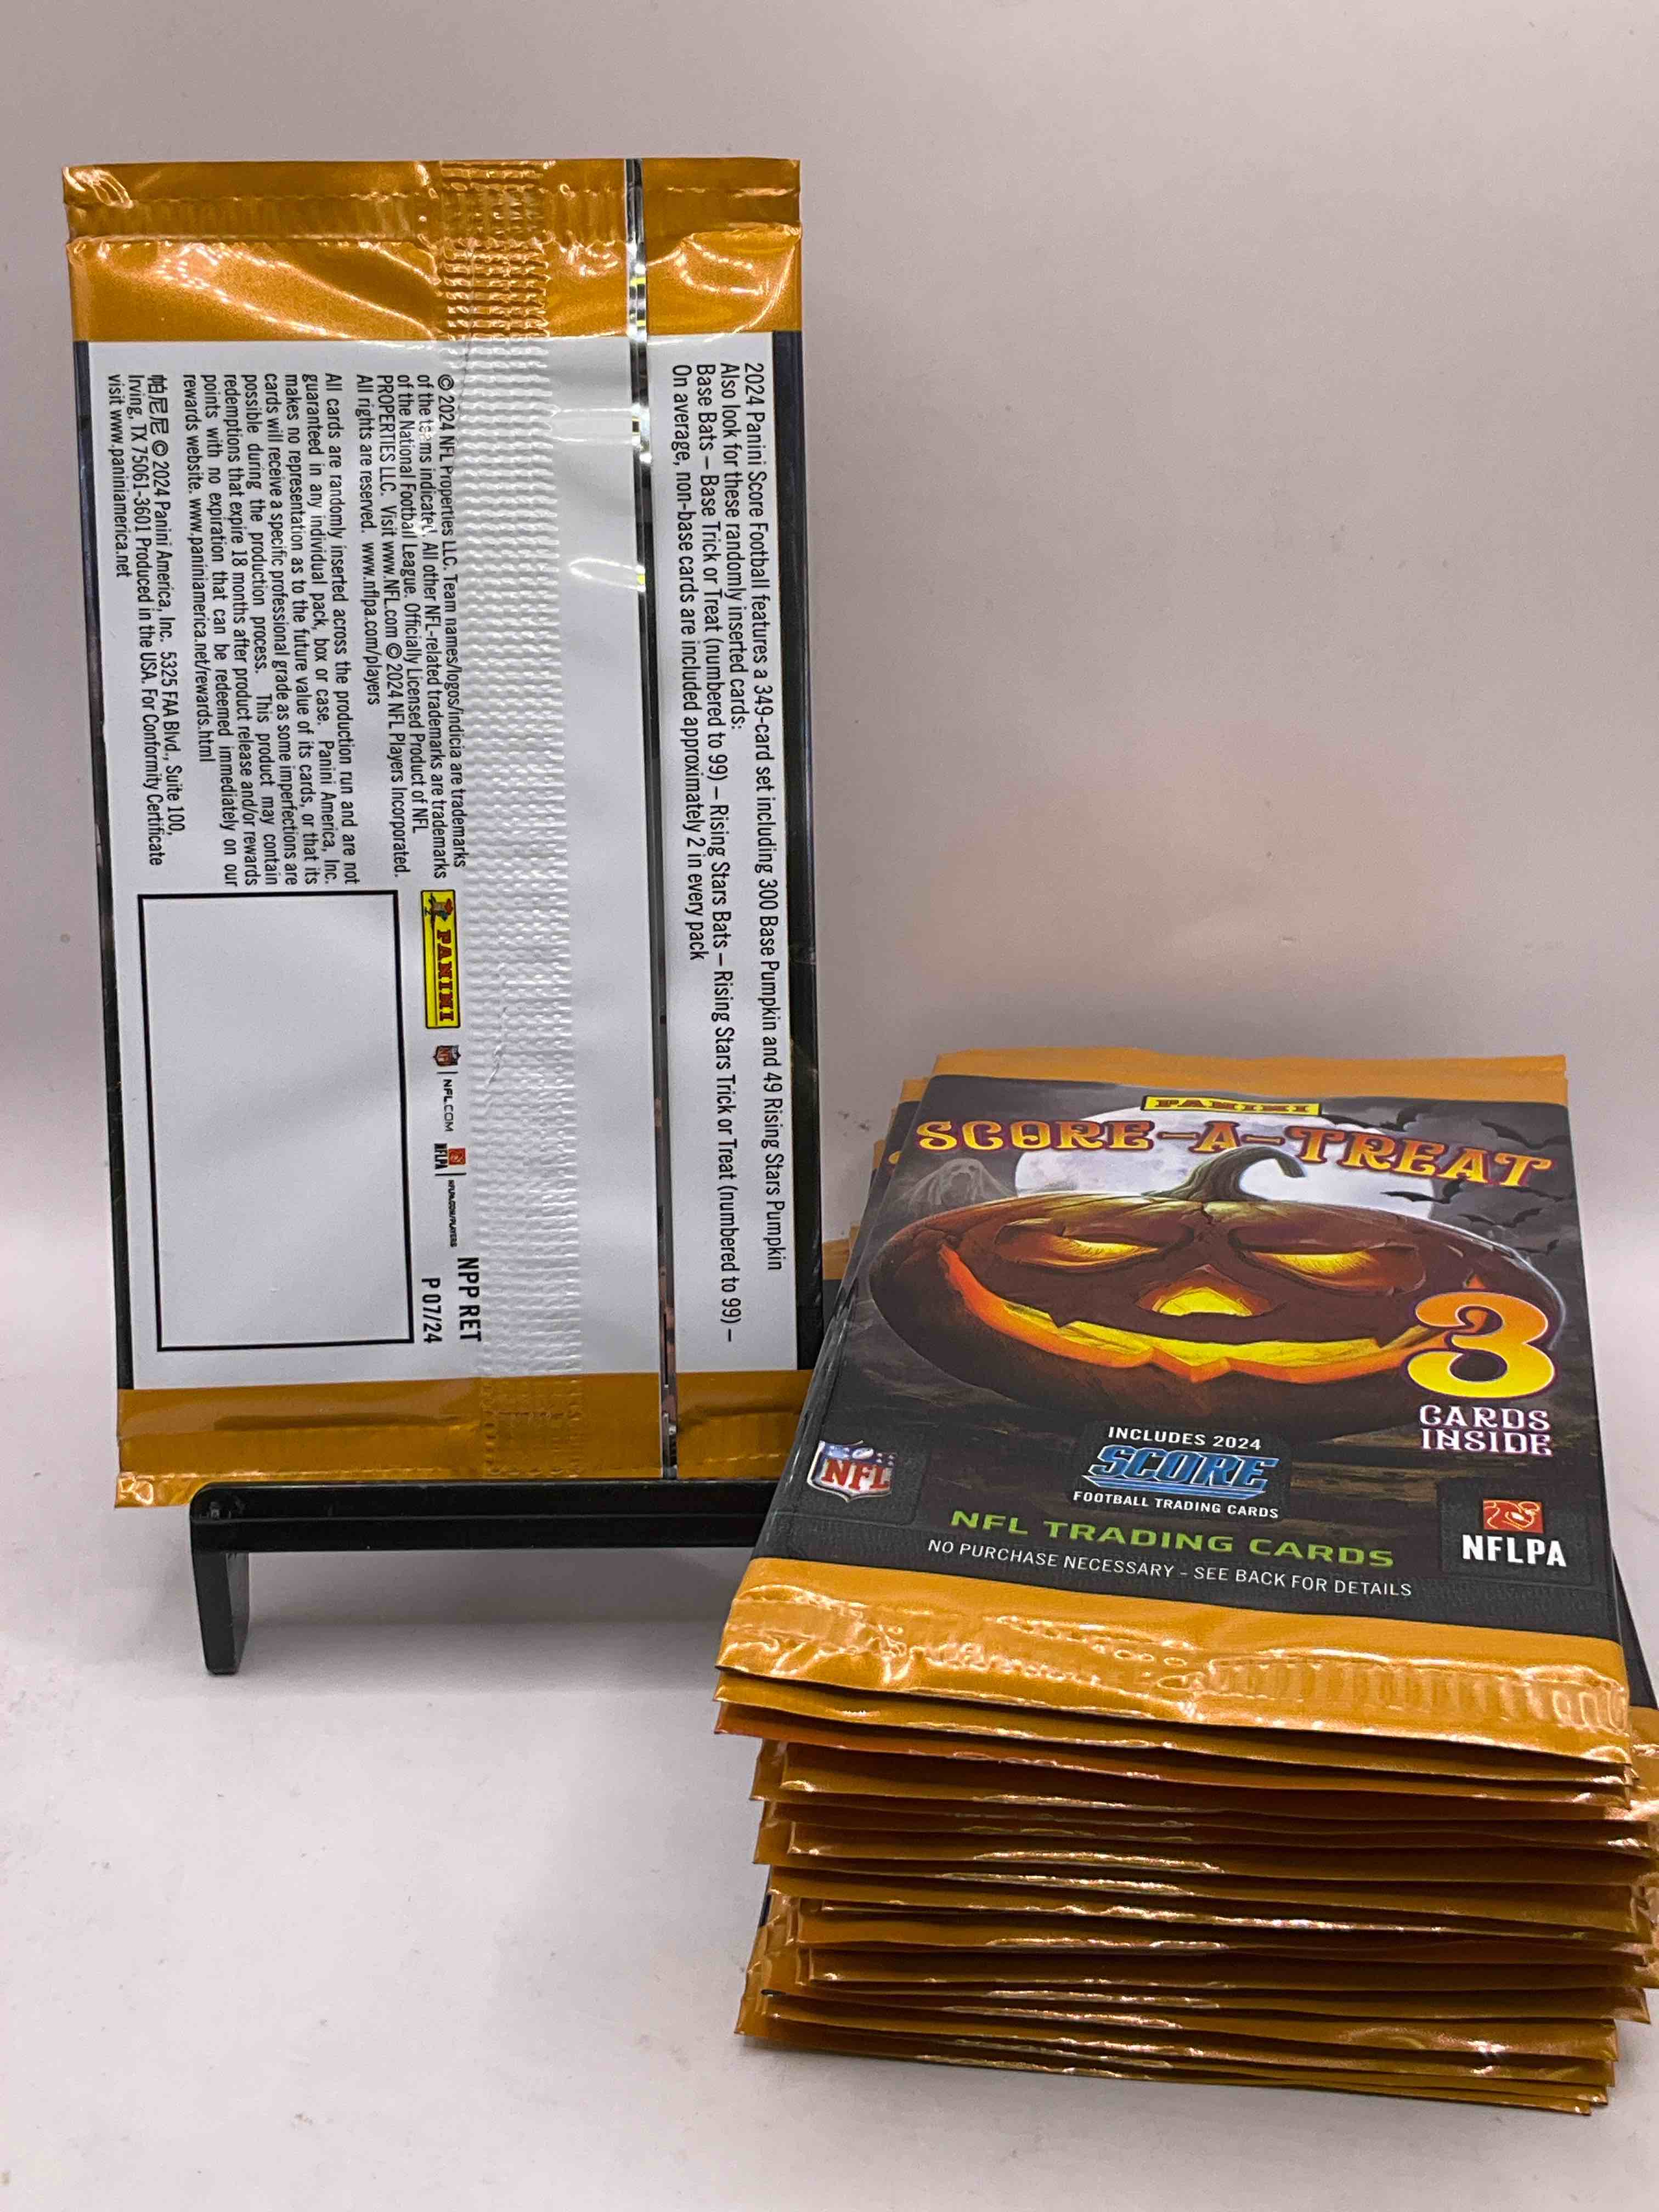 2024 Panini Score Football features a 349-card set including 300 Base Pumpkin and 49 Rising Stars Pumpkin
Also look for these randomly inserted cards:
Base Bats – Base Trick or Treat (numbered to 99) – Rising Stars Bats – Rising Stars Trick or Treat (numbered to 99) –
On average, non-base cards are included approximately 2 in every pack
© 2024 NFL Properties LLC. Team names/logos/indicia are trademarks
of the teams indicated. All other NFL-related trademarks are trademarks
of the National Football League. Officially Licensed Product of NFL
PROPERTIES LLC. Visit www.NFL.com © 2024 NFL Players Incorporated.
All rights are reserved. www.nflpa.com/players
All cards are randomly inserted across the production run and are not
guaranteed in any individual pack, box or case. Panini America, Inc.
makes no representation as to the future value of its cards, or that its
cards will receive a specific professional grade as some imperfections are
possible during the production process. This product may contain
redemptions that expire 18 months after product release and/or rewards
points with no expiration that can be redeemed immediately on our
rewards website. www.paniniamerica.net/rewards.html
帕尼尼 © 2024 Panini America, Inc. 5325 FAA Blvd., Suite 100,
Irving, TX 75061-3601 Produced in the USA. For Conformity Certificate
visit www.paniniamerica.net
PANINI
NFL
NFL.COM
NFLPA
NFLPA.COM/PLAYERS
NPP RET
P 07/24
PANINI
SCORE-A-TREAT
3
CARDS
INSIDE
INCLUDES 2024
SCORE
FOOTBALL TRADING CARDS
NFL
NFL TRADING CARDS
NFLPA
NO PURCHASE NECESSARY - SEE BACK FOR DETAILS